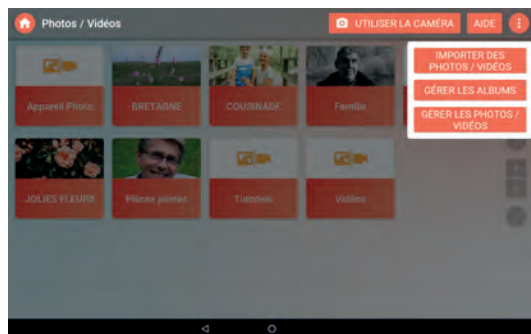 Photos / Vidéos
UTILISER LA CAMÉRA
AIDE
IMPORTER DES
PHOTOS / VIDÉOS
GÉRER LES ALBUMS
GÉRER LES PHOTOS /
VIDÉOS
Appareil Photo
BRETAGNE
COUSINADE
Famille
JOLIES FLEURS
Pièces jointes
Tutoriels
Vidéos